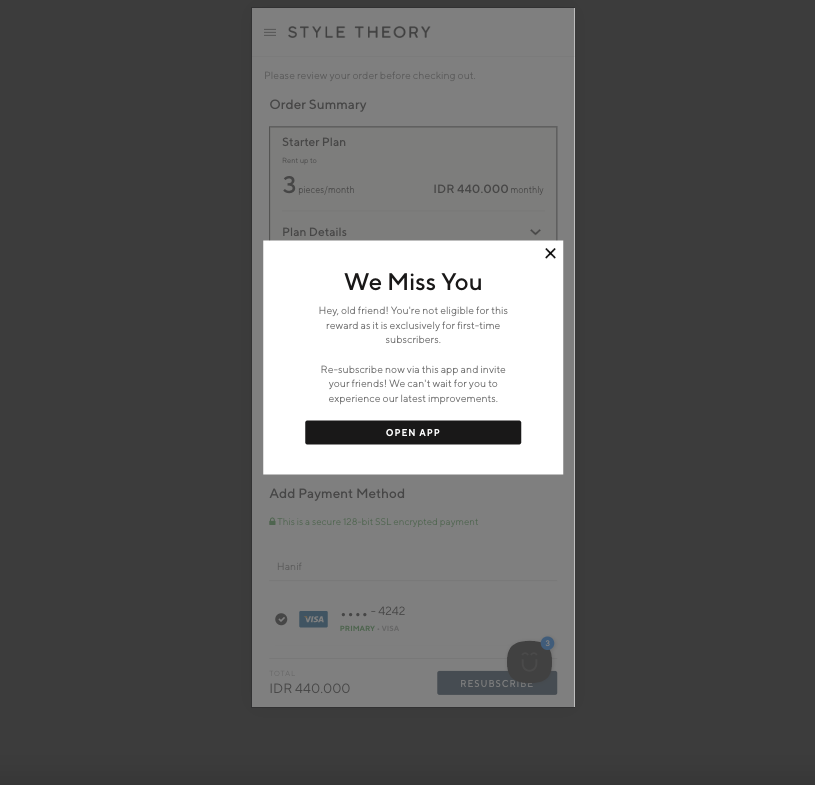 STYLE THEORY
Please review your order before checking out.
Order Summary
Starter Plan
Rent up to
3 pieces/month
IDR 440.000 monthly
Plan Details
We Miss You
Hey, old friend! You're not eligible for this
reward as it is exclusively for first-time
subscribers.
Re-subscribe now via this app and invite
your friends! We can't wait for you to
experience our latest improvements.
OPEN APP
Add Payment Method
This is a secure 128-bit SSL encrypted payment
Hanif
VISA
•••• - 4242
PRIMARY - VISA
3
TOTAL
IDR 440.000
RESUBSCRIBE